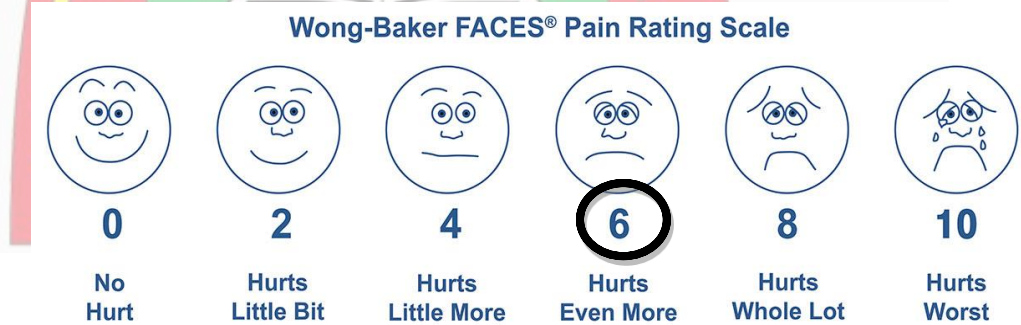 Wong-Baker FACES® Pain Rating Scale
0 2 4 6 8 10
No Hurts Hurts Hurts Hurts Hurts
Hurt Little Bit Little More Even More Whole Lot Worst